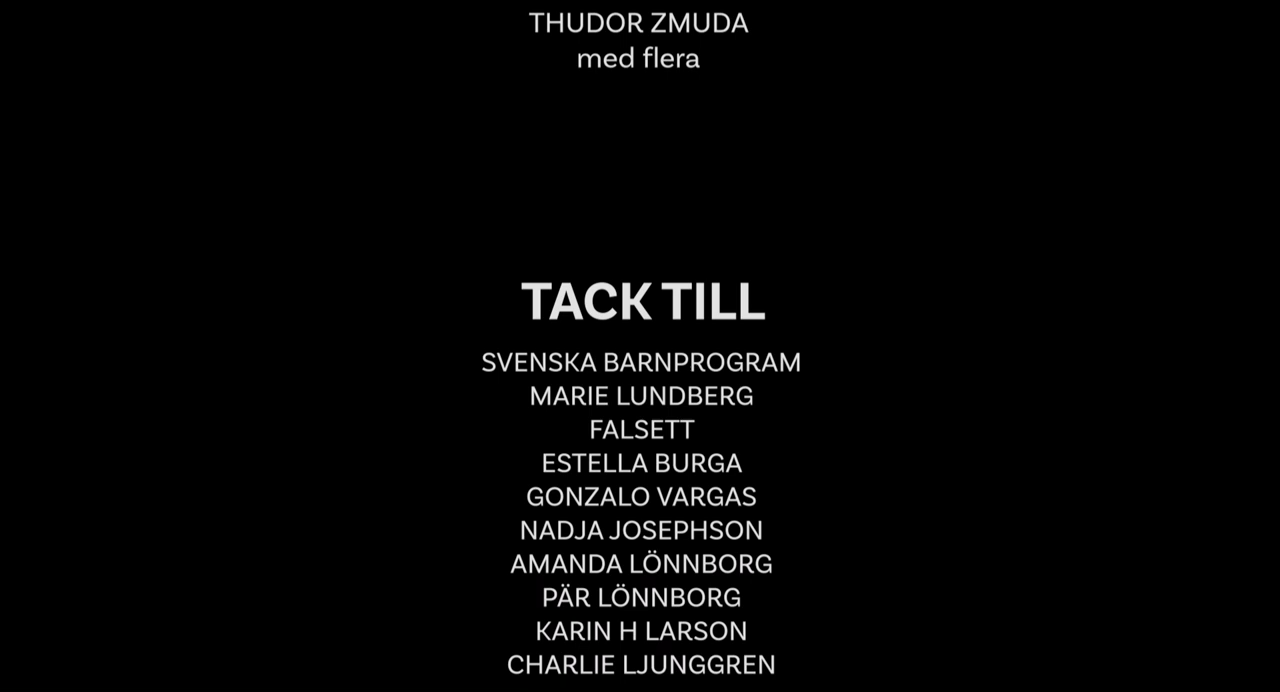 THUDOR ZMUDA
med flera
TACK TILL
SVENSKA BARNPROGRAM
MARIE LUNDBERG
FALSETT
ESTELLA BURGA
GONZALO VARGAS
NADJA JOSEPHSON
AMANDA LÖNNBORG
PÄR LÖNNBORG
KARIN H LARSON
CHARLIE LJUNGGREN